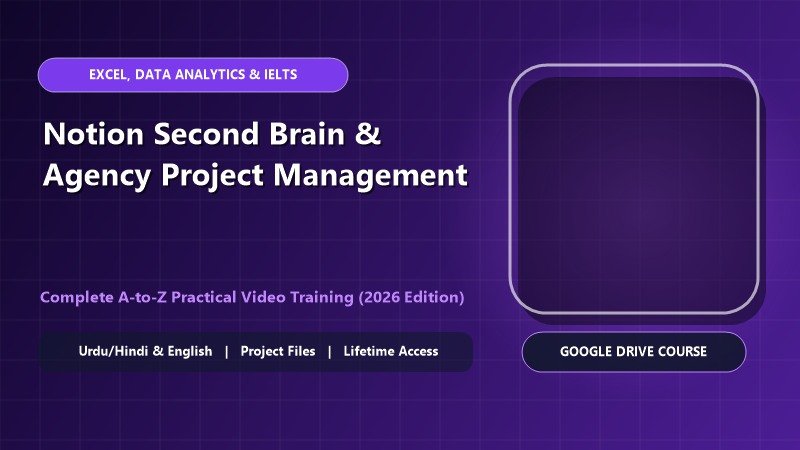 EXCEL, DATA ANALYTICS & IELTS
Notion Second Brain &
Agency Project Management
Complete A-to-Z Practical Video Training (2026 Edition)
Urdu/Hindi & English | Project Files | Lifetime Access
GOOGLE DRIVE COURSE